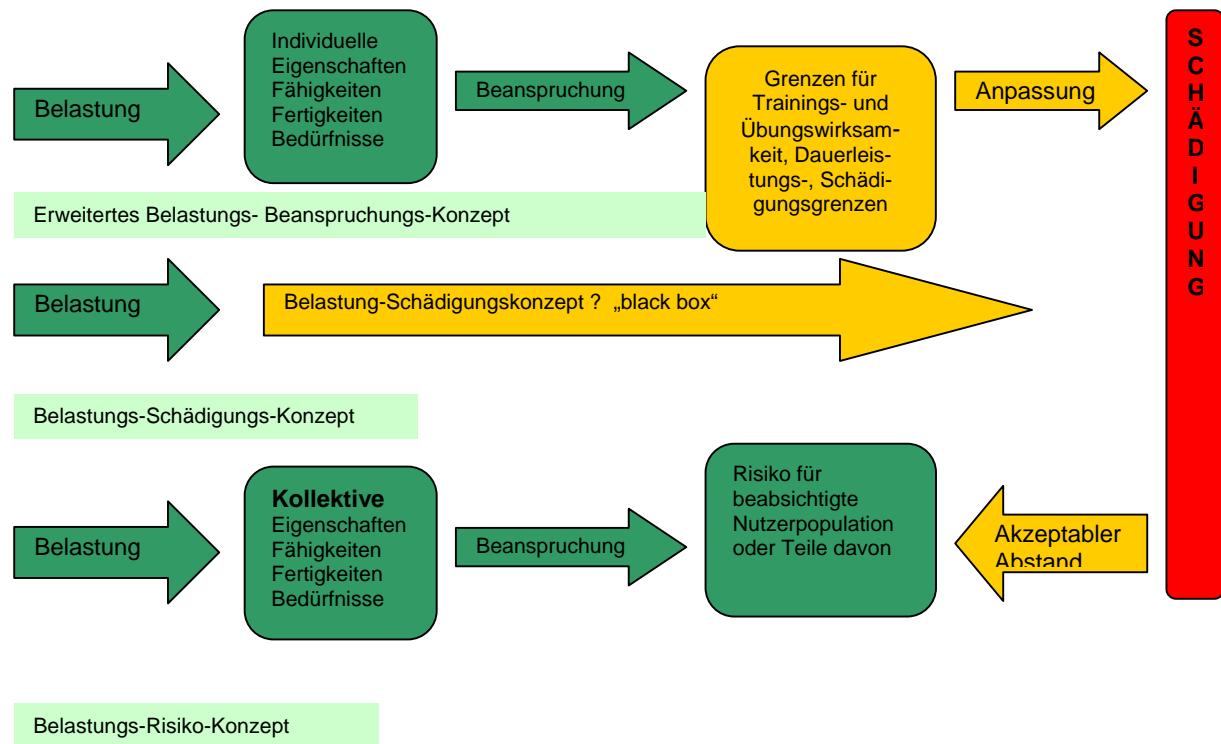 Belastung
Individuelle
Eigenschaften
Fähigkeiten
Fertigkeiten
Bedürfnisse
Beanspruchung
Grenzen für
Trainings- und
Übungswirksam-
keit, Dauerleis-
tungs-, Schädi-
gungsgrenzen
Anpassung
S
C
H
Ä
D
I
G
U
N
G
Erweitertes Belastungs- Beanspruchungs-Konzept
Belastung
Belastung-Schädigungskonzept ? „black box“
Belastungs-Schädigungs-Konzept
Belastung
Kollektive
Eigenschaften
Fähigkeiten
Fertigkeiten
Bedürfnisse
Beanspruchung
Risiko für
beabsichtigte
Nutzerpopulation
oder Teile davon
Akzeptabler
Abstand
Belastungs-Risiko-Konzept